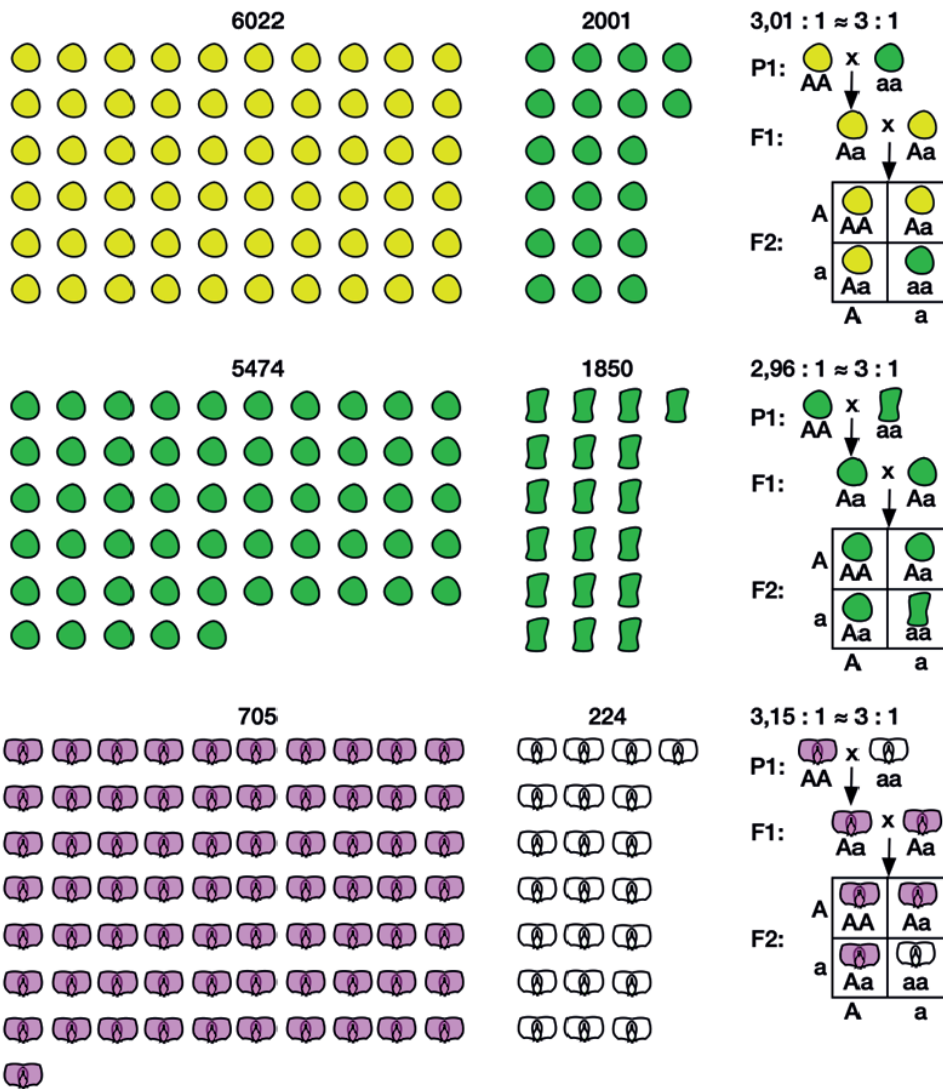 6022 2001 3,01 : 1 ≈ 3 : 1
P1: x
AA aa
F1: x
Aa Aa
A
AA Aa
F2:
a
Aa aa
A a
5474 1850 2,96 : 1 ≈ 3 : 1
P1: x
AA aa
F1: x
Aa Aa
A
AA Aa
F2:
a
Aa aa
A a
705 224 3,15 : 1 ≈ 3 : 1
P1: x
AA aa
F1: x
Aa Aa
A
AA Aa
F2:
a
Aa aa
A a